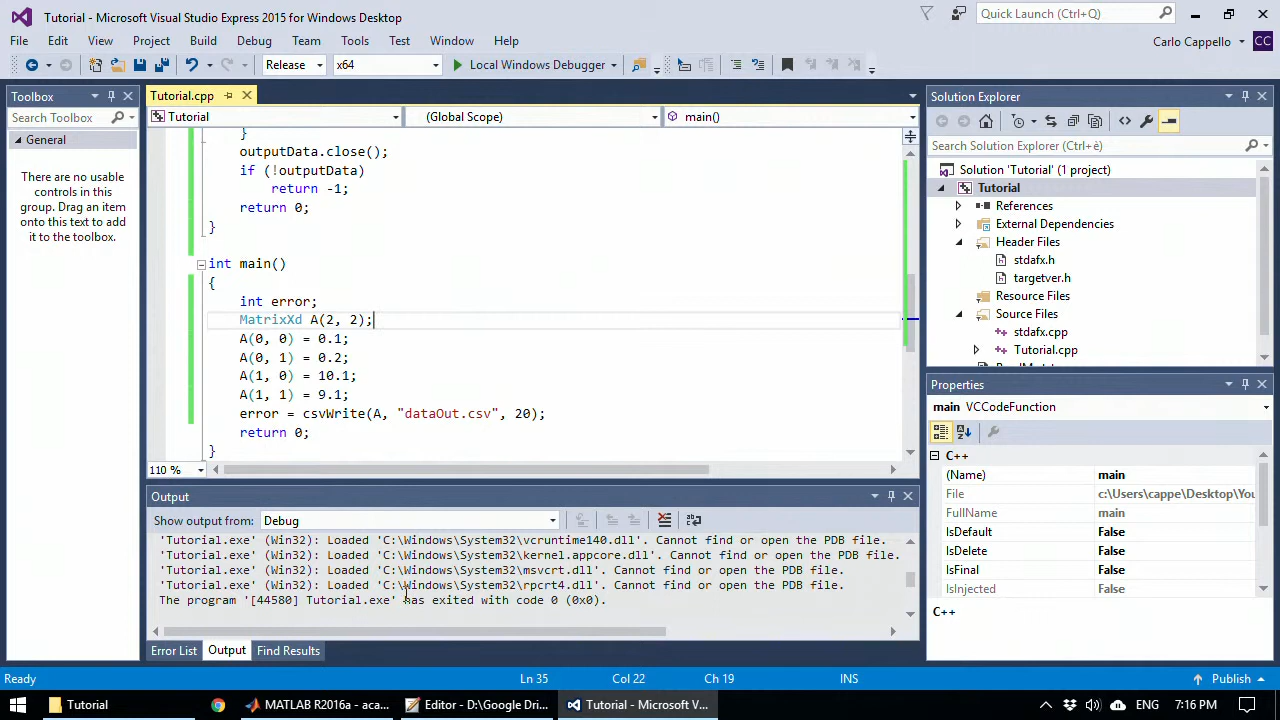 Tutorial - Microsoft Visual Studio Express 2015 for Windows Desktop
Quick Launch (Ctrl+Q)
File Edit View Project Build Debug Team Tools Test Window Help
Carlo Cappello CC
Release x64 Local Windows Debugger
Toolbox
Search Toolbox
General
There are no usable
controls in this
group. Drag an item
onto this text to add
it to the toolbox.
Tutorial.cpp
Tutorial (Global Scope) main()
}
outputData.close();
if (!outputData)
return -1;
return 0;
}
int main()
{
int error;
MatrixXd A(2, 2);
A(0, 0) = 0.1;
A(0, 1) = 0.2;
A(1, 0) = 10.1;
A(1, 1) = 9.1;
error = csvWrite(A, "dataOut.csv", 20);
return 0;
}
110 %
Output
Show output from: Debug
'Tutorial.exe' (Win32): Loaded 'C:\Windows\System32\vcruntime140.dll'. Cannot find or open the PDB file.
'Tutorial.exe' (Win32): Loaded 'C:\Windows\System32\kernel.appcore.dll'. Cannot find or open the PDB file.
'Tutorial.exe' (Win32): Loaded 'C:\Windows\System32\msvcrt.dll'. Cannot find or open the PDB file.
'Tutorial.exe' (Win32): Loaded 'C:\Windows\System32\rpcrt4.dll'. Cannot find or open the PDB file.
The program '[44580] Tutorial.exe' has exited with code 0 (0x0).
Error List Output Find Results
Solution Explorer
Search Solution Explorer (Ctrl+è)
Solution 'Tutorial' (1 project)
Tutorial
References
External Dependencies
Header Files
stdafx.h
targetver.h
Resource Files
Source Files
stdafx.cpp
Tutorial.cpp
Properties
main VCCodeFunction
C++
(Name) main
File c:\Users\cappe\Desktop\You
FullName main
IsDefault False
IsDelete False
IsFinal False
IsInjected False
C++
Ready Ln 35 Col 22 Ch 19 INS Publish
Tutorial MATLAB R2016a - aca... Editor - D:\Google Dri... Tutorial - Microsoft V... ENG 7:16 PM